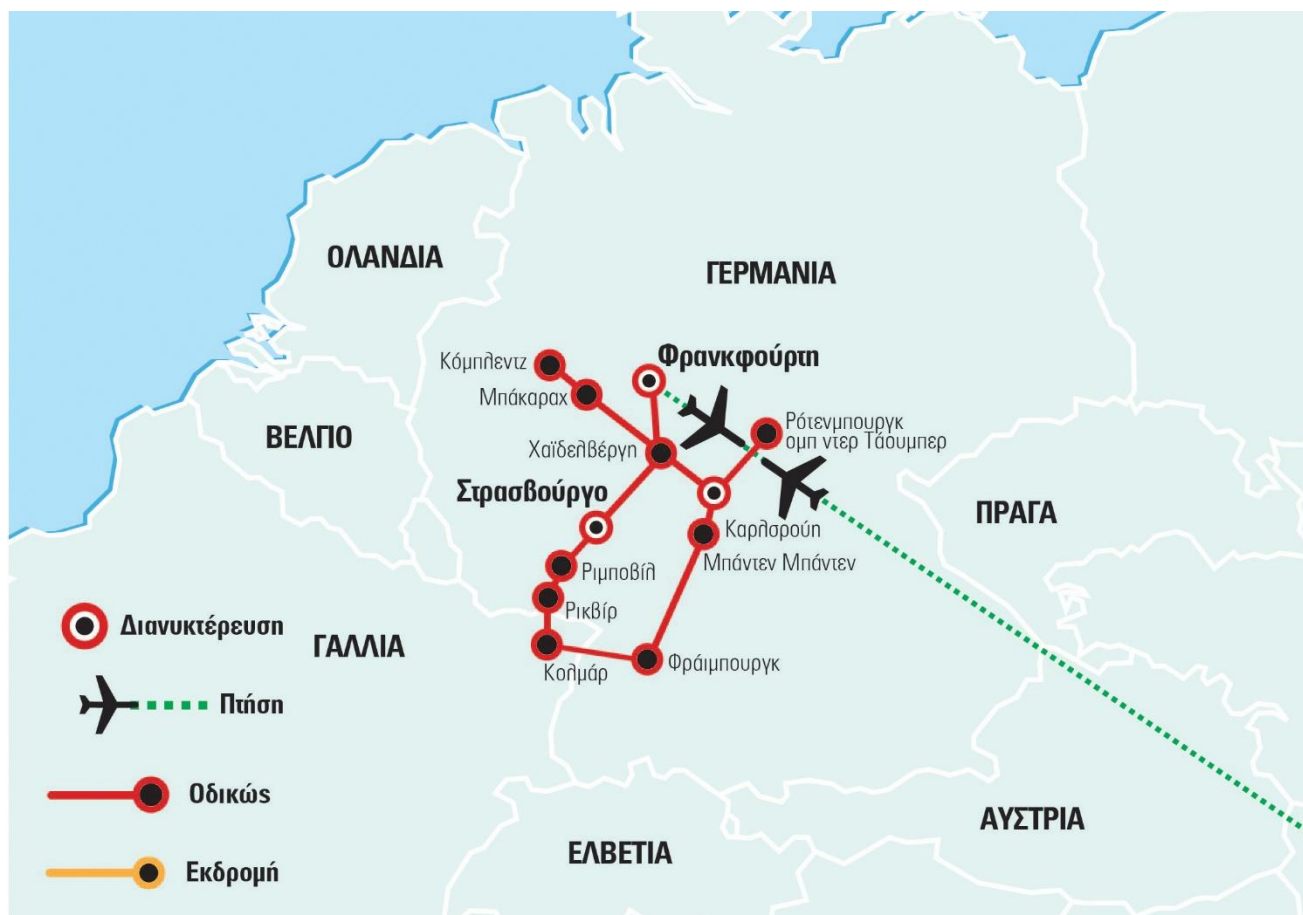 ΟΛΑΝΔΙΑ
ΓΕΡΜΑΝΙΑ
Κόμπλεντζ
Φρανκφούρτη
Μπάκαραχ
Ρότενμπουργκ
ομπ ντερ Τάουμπερ
ΒΕΛΓΙΟ
Χαϊδελβέργη
Στρασβούργο
ΠΡΑΓΑ
Καρλσρούη
Μπάντεν Μπάντεν
Ριμποβίλ
Ρικβίρ
Διανυκτέρευση
ΓΑΛΛΙΑ
Κολμάρ
Φράιμπουργκ
Πτήση
Οδικώς
ΑΥΣΤΡΙΑ
ΕΛΒΕΤΙΑ
Εκδρομή